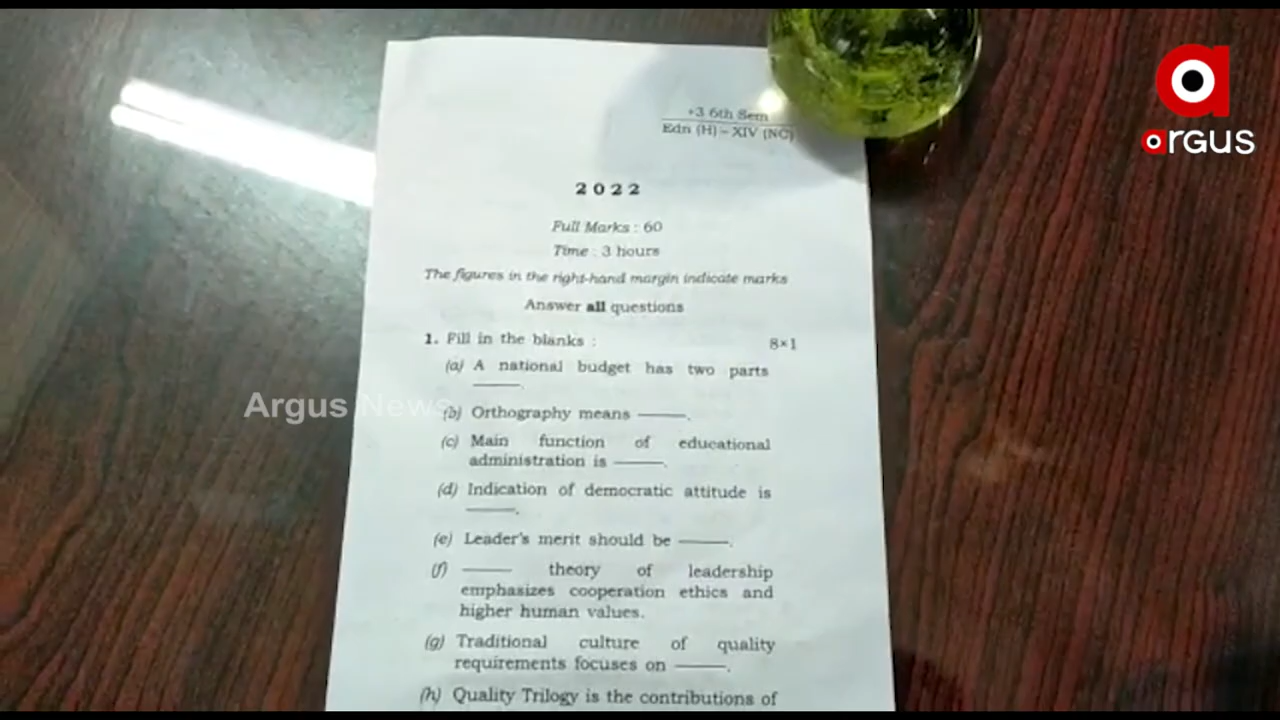 argus
+3 6th Sem
Edn (H) – XIV (NC)
2022
Full Marks : 60
Time : 3 hours
The figures in the right-hand margin indicate marks
Answer all questions
1. Fill in the blanks : 8×1
(a) A national budget has two parts
———.
Argus News
(b) Orthography means ———.
(c) Main function of educational
administration is ———.
(d) Indication of democratic attitude is
———.
(e) Leader's merit should be ———.
(f) ——— theory of leadership
emphasizes cooperation ethics and
higher human values.
(g) Traditional culture of quality
requirements focuses on ———.
(h) Quality Trilogy is the contributions of